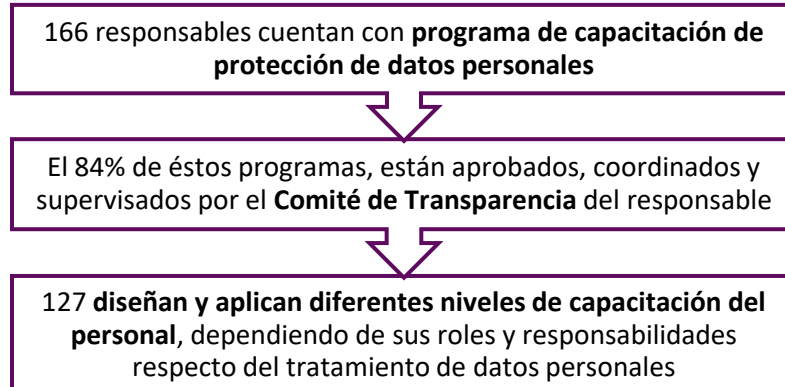 166 responsables cuentan con programa de capacitación de
protección de datos personales
El 84% de éstos programas, están aprobados, coordinados y
supervisados por el Comité de Transparencia del responsable
127 diseñan y aplican diferentes niveles de capacitación del
personal, dependiendo de sus roles y responsabilidades
respecto del tratamiento de datos personales